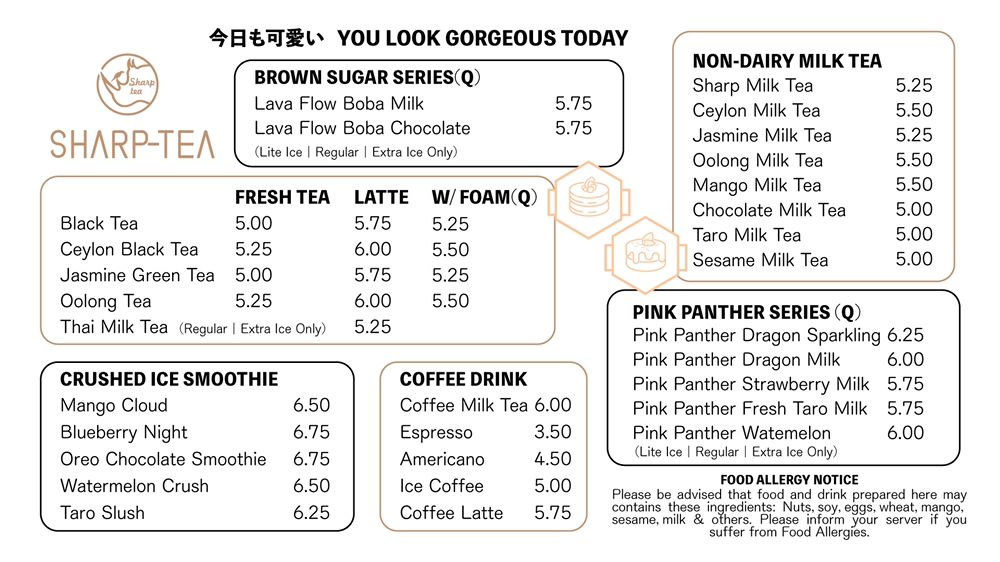 今日も可愛い YOU LOOK GORGEOUS TODAY
Sharp
tea
SHARP-TEA
BROWN SUGAR SERIES(Q)
Lava Flow Boba Milk 5.75
Lava Flow Boba Chocolate 5.75
(Lite Ice | Regular | Extra Ice Only)
FRESH TEA LATTE W/ FOAM(Q)
Black Tea 5.00 5.75 5.25
Ceylon Black Tea 5.25 6.00 5.50
Jasmine Green Tea 5.00 5.75 5.25
Oolong Tea 5.25 6.00 5.50
Thai Milk Tea (Regular | Extra Ice Only) 5.25
CRUSHED ICE SMOOTHIE
Mango Cloud 6.50
Blueberry Night 6.75
Oreo Chocolate Smoothie 6.75
Watermelon Crush 6.50
Taro Slush 6.25
COFFEE DRINK
Coffee Milk Tea 6.00
Espresso 3.50
Americano 4.50
Ice Coffee 5.00
Coffee Latte 5.75
NON-DAIRY MILK TEA
Sharp Milk Tea 5.25
Ceylon Milk Tea 5.50
Jasmine Milk Tea 5.25
Oolong Milk Tea 5.50
Mango Milk Tea 5.50
Chocolate Milk Tea 5.00
Taro Milk Tea 5.00
Sesame Milk Tea 5.00
PINK PANTHER SERIES (Q)
Pink Panther Dragon Sparkling 6.25
Pink Panther Dragon Milk 6.00
Pink Panther Strawberry Milk 5.75
Pink Panther Fresh Taro Milk 5.75
Pink Panther Watemelon 6.00
(Lite Ice | Regular | Extra Ice Only)
FOOD ALLERGY NOTICE
Please be advised that food and drink prepared here may
contains these ingredients: Nuts, soy, eggs, wheat, mango,
sesame, milk & others. Please inform your server if you
suffer from Food Allergies.